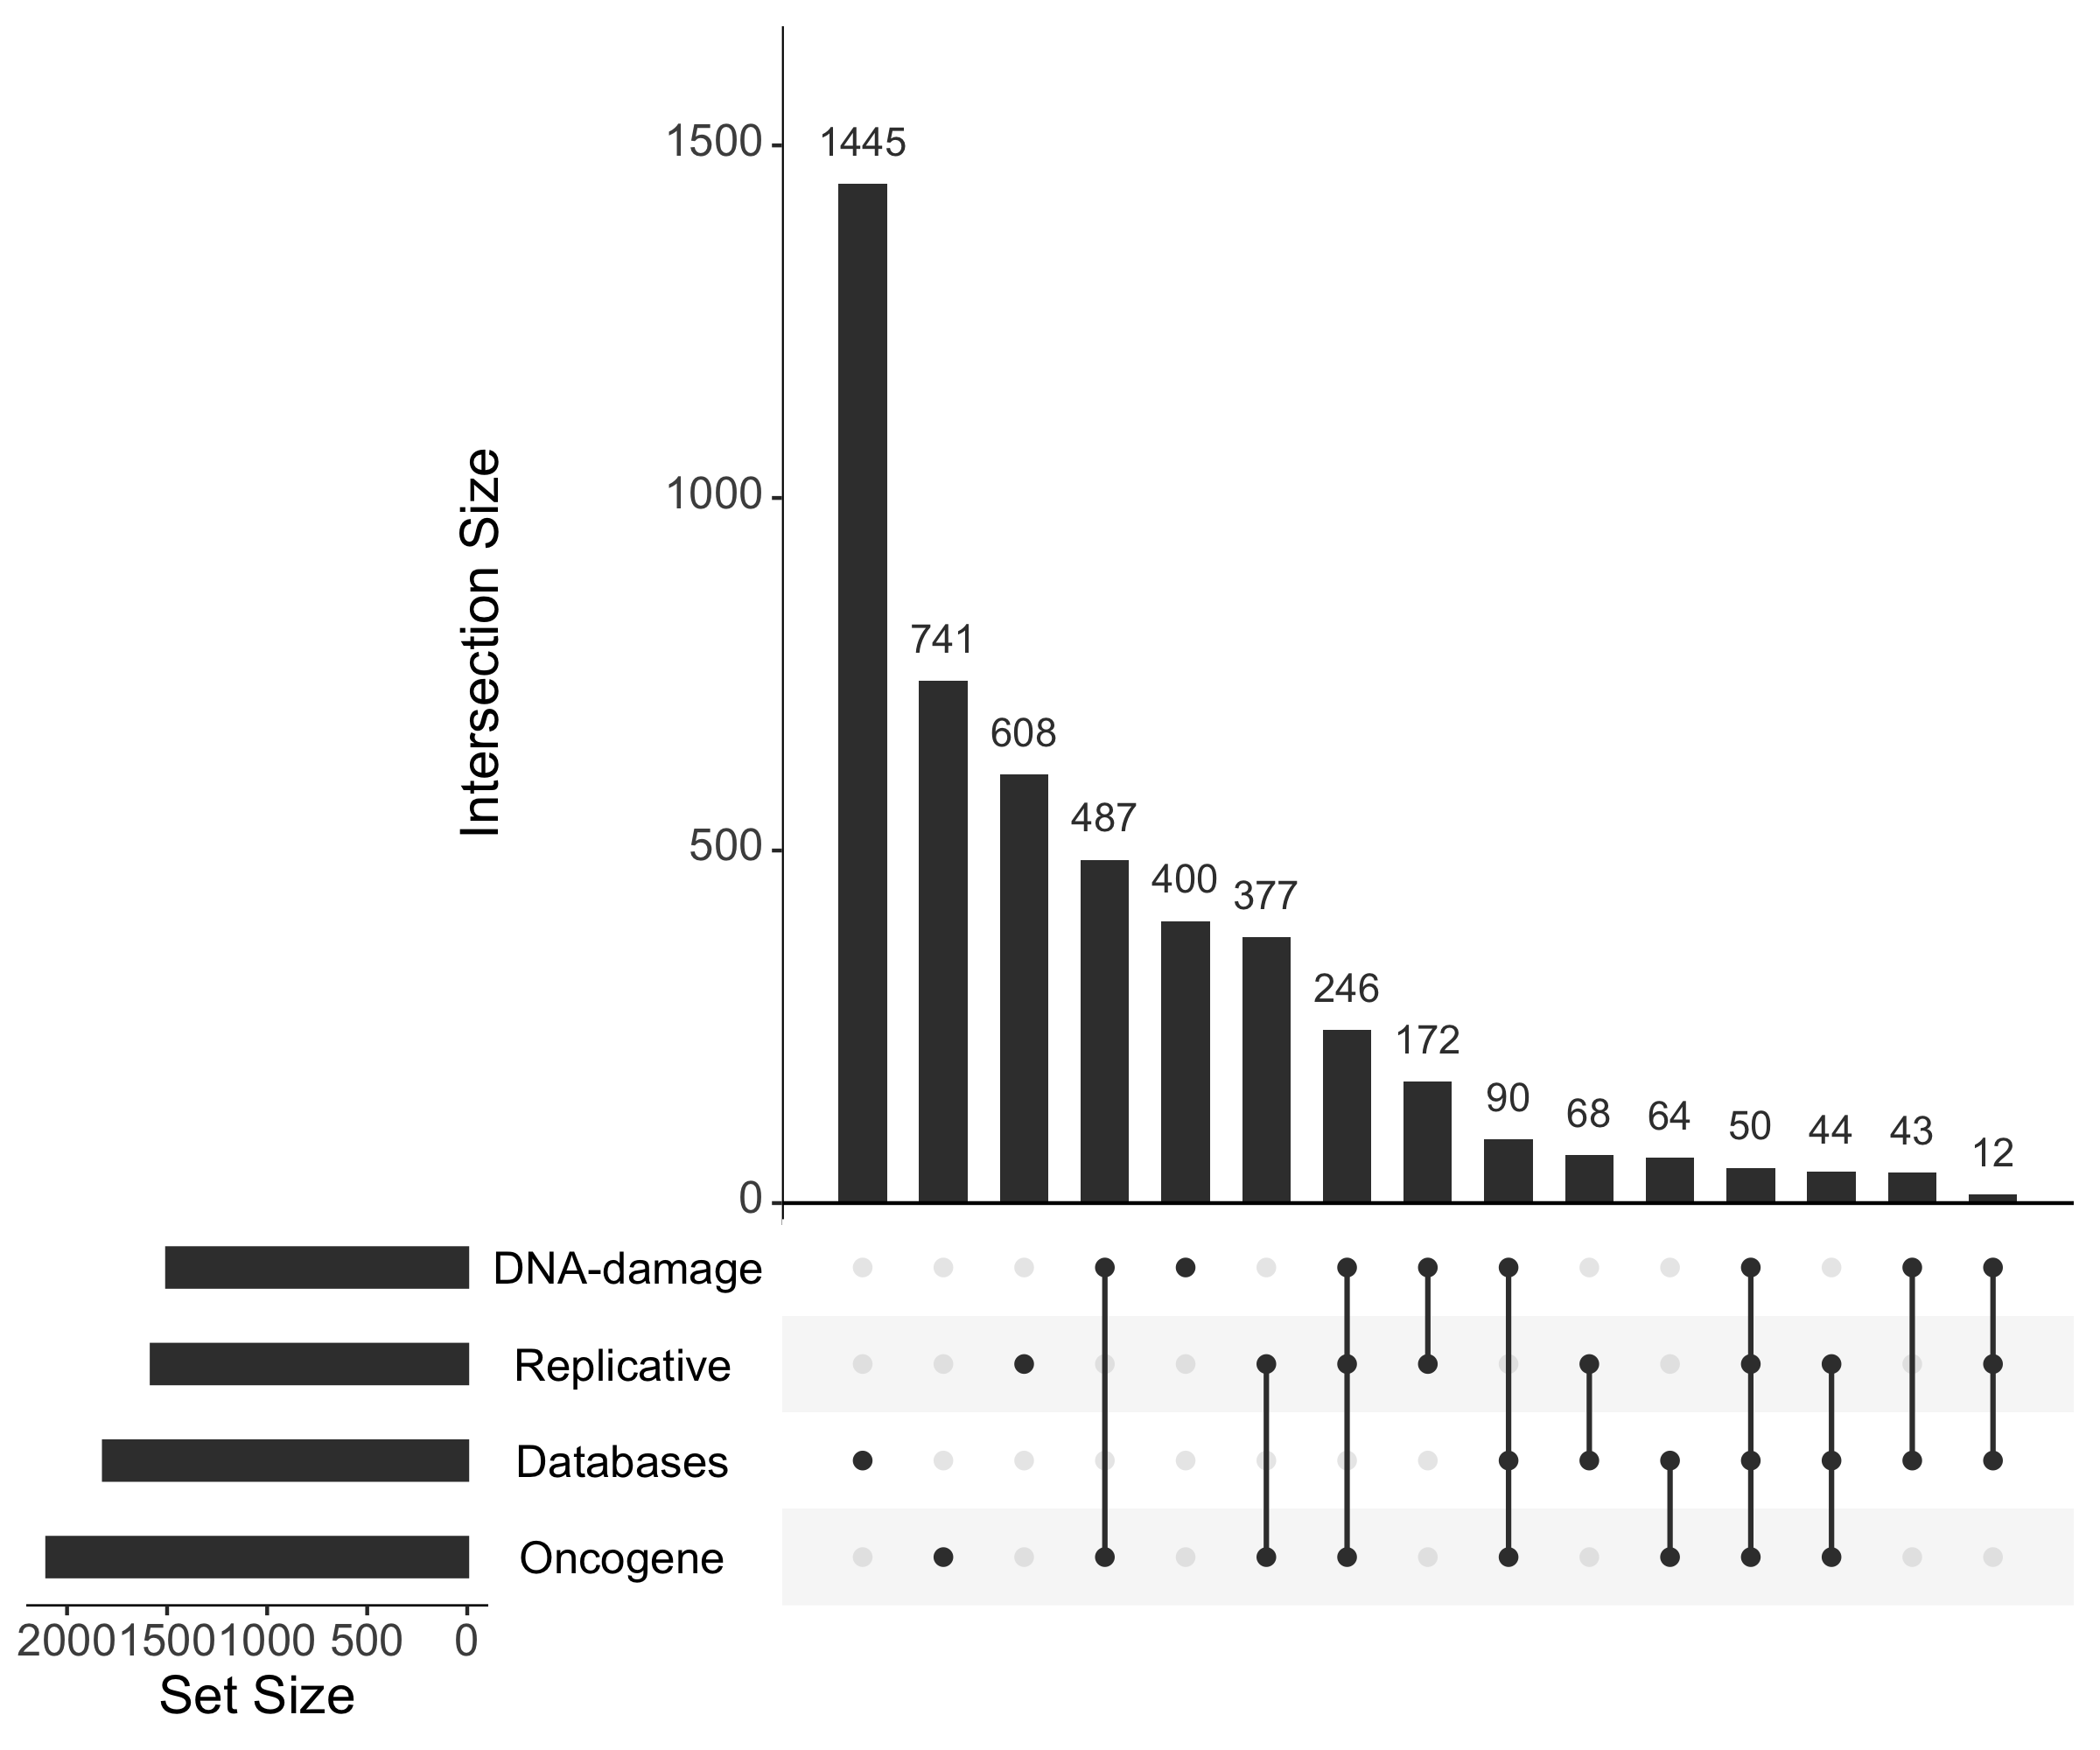 Intersection Size
1500
1000
500
0
1445
741
608
487
400
377
246
172
90
68
64
50
44
43
12
DNA-damage
Replicative
Databases
Oncogene
2000 1500 1000 500 0
Set Size